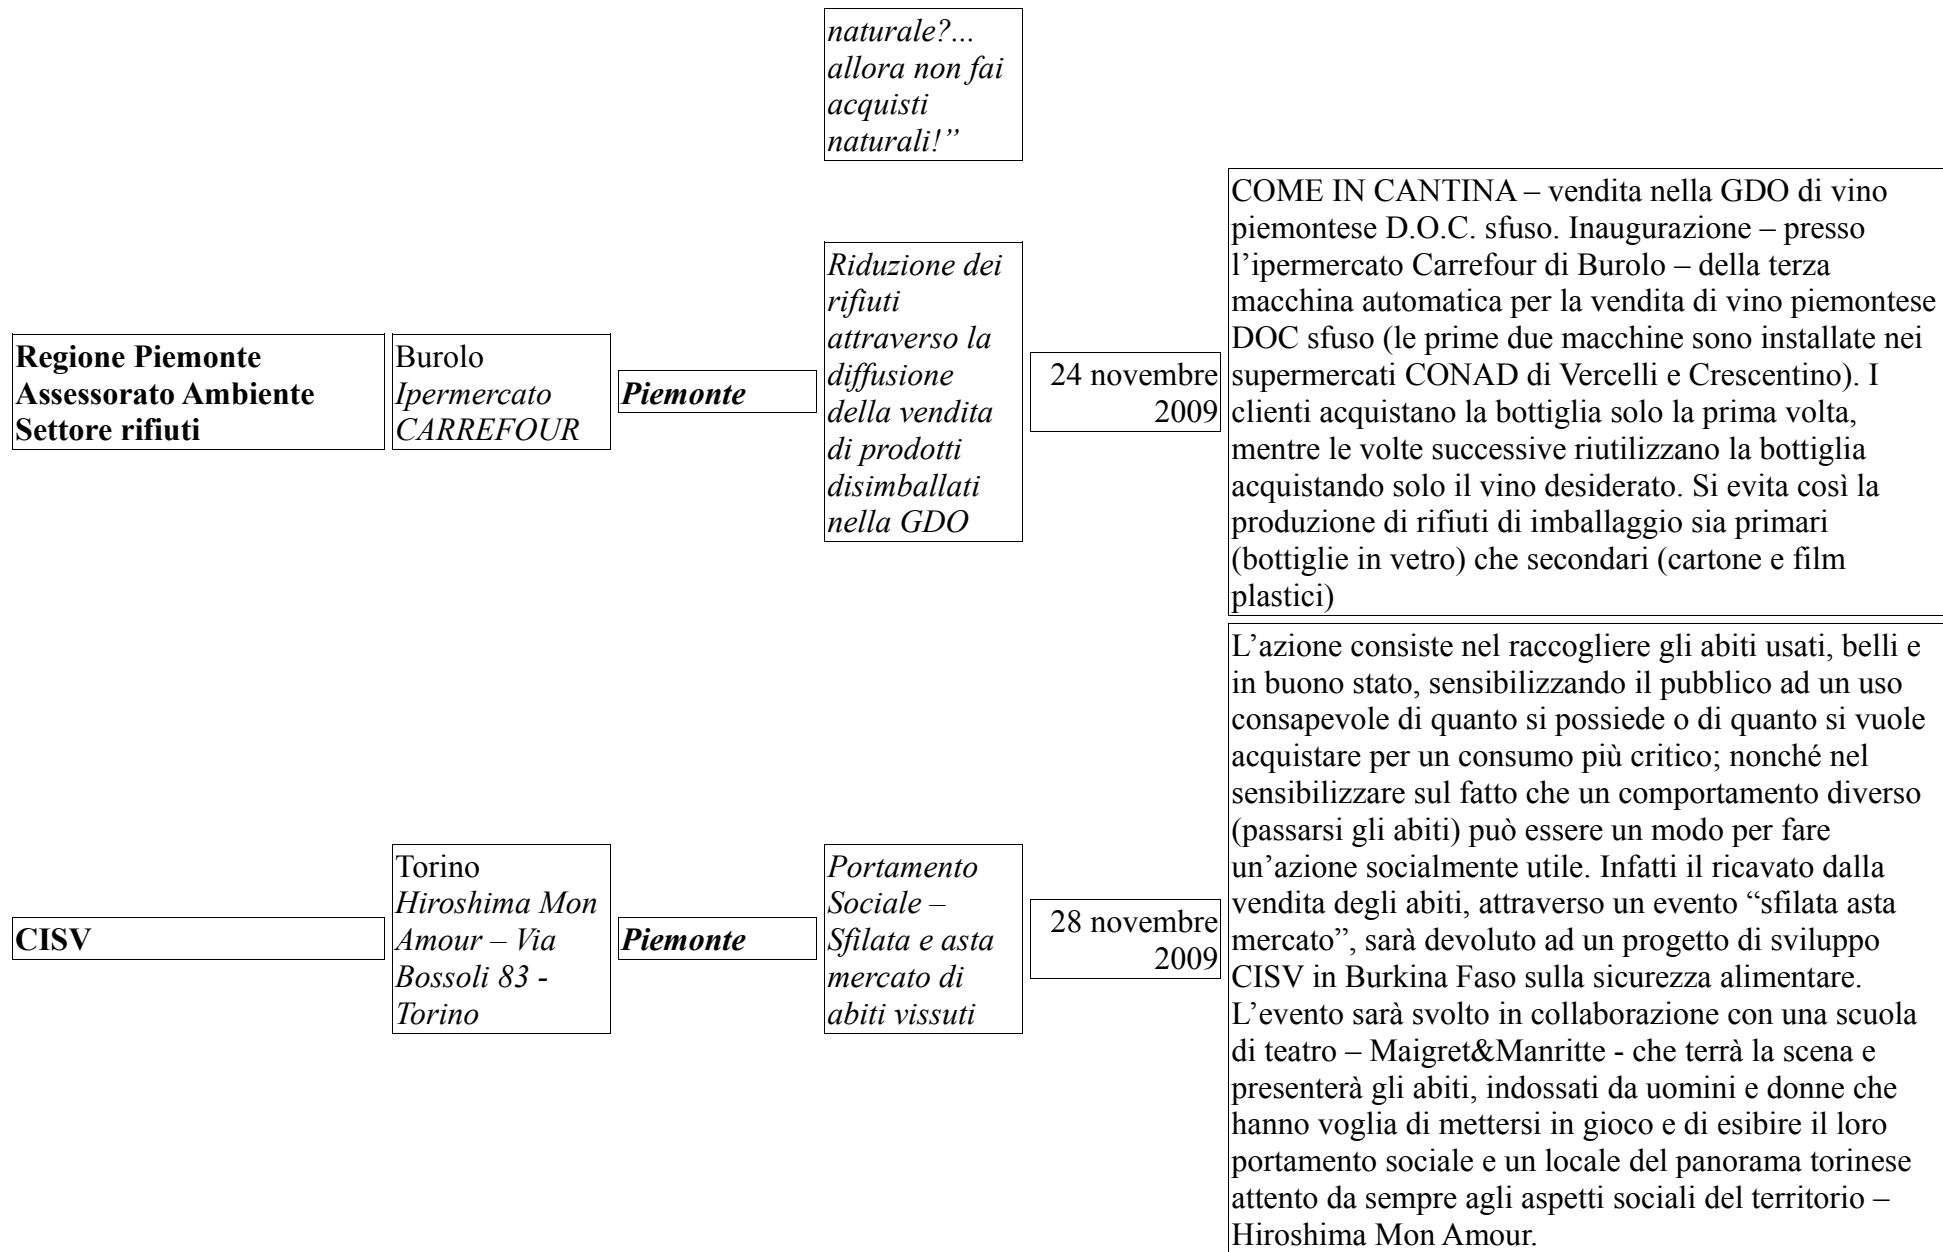 naturale?...
allora non fai
acquisti
naturali!”
Regione Piemonte
Assessorato Ambiente
Settore rifiuti
Burolo
Ipermercato
CARREFOUR
Piemonte
Riduzione dei
rifiuti
attraverso la
diffusione
della vendita
di prodotti
disimballati
nella GDO
24 novembre
2009
COME IN CANTINA – vendita nella GDO di vino
piemontese D.O.C. sfuso. Inaugurazione – presso
l’ipermercato Carrefour di Burolo – della terza
macchina automatica per la vendita di vino piemontese
DOC sfuso (le prime due macchine sono installate nei
supermercati CONAD di Vercelli e Crescentino). I
clienti acquistano la bottiglia solo la prima volta,
mentre le volte successive riutilizzano la bottiglia
acquistando solo il vino desiderato. Si evita così la
produzione di rifiuti di imballaggio sia primari
(bottiglie in vetro) che secondari (cartone e film
plastici)
CISV
Torino
Hiroshima Mon
Amour – Via
Bossoli 83 -
Torino
Piemonte
Portamento
Sociale –
Sfilata e asta
mercato di
abiti vissuti
28 novembre
2009
L’azione consiste nel raccogliere gli abiti usati, belli e
in buono stato, sensibilizzando il pubblico ad un uso
consapevole di quanto si possiede o di quanto si vuole
acquistare per un consumo più critico; nonché nel
sensibilizzare sul fatto che un comportamento diverso
(passarsi gli abiti) può essere un modo per fare
un’azione socialmente utile. Infatti il ricavato dalla
vendita degli abiti, attraverso un evento “sfilata asta
mercato”, sarà devoluto ad un progetto di sviluppo
CISV in Burkina Faso sulla sicurezza alimentare.
L’evento sarà svolto in collaborazione con una scuola
di teatro – Maigret&Manritte - che terrà la scena e
presenterà gli abiti, indossati da uomini e donne che
hanno voglia di mettersi in gioco e di esibire il loro
portamento sociale e un locale del panorama torinese
attento da sempre agli aspetti sociali del territorio –
Hiroshima Mon Amour.